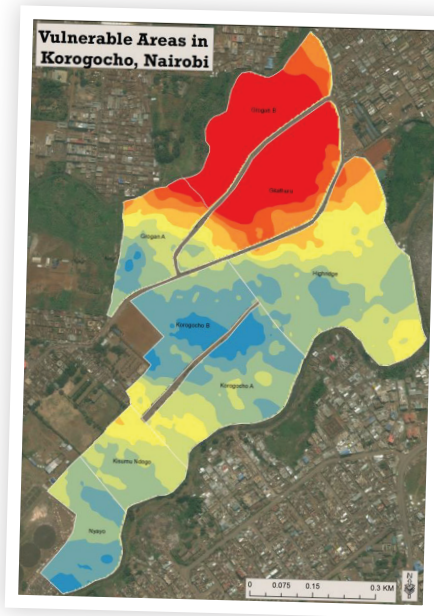 Vulnerable Areas in
Korogocho, Nairobi
Grogan B
Gitathuru
Grogan A
Highridge
Korogocho B
Korogocho A
Kisumu Ndogo
Nyayo
0 0.075 0.15 0.3 KM
N